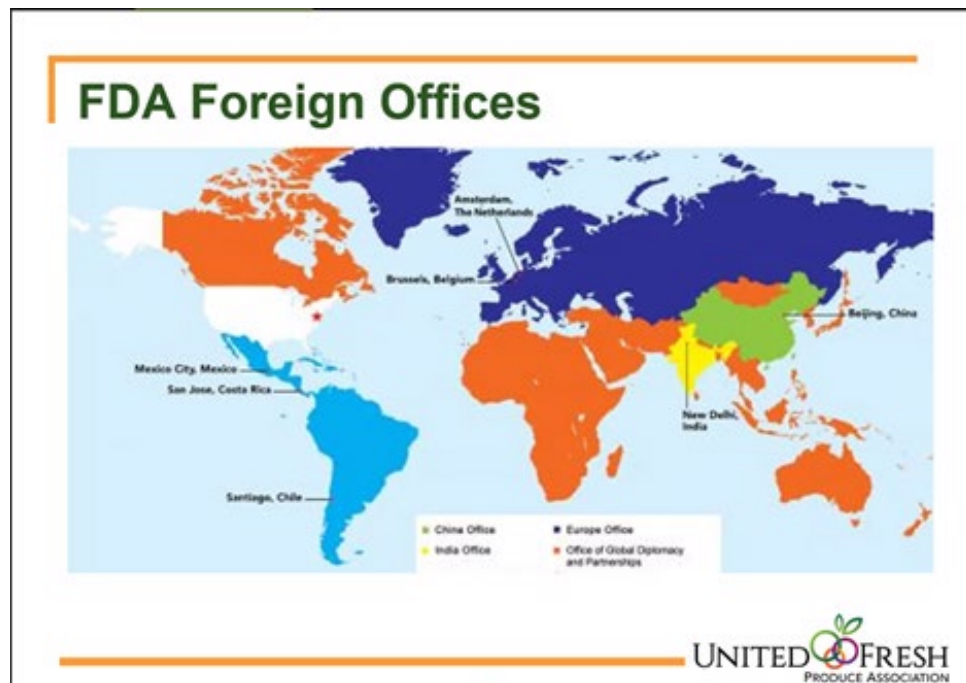 FDA Foreign Offices
Amsterdam,
The Netherlands
Brussels, Belgium
Beijing, China
Mexico City, Mexico
San Jose, Costa Rica
New Delhi,
India
Santiago, Chile
China Office
Europe Office
India Office
Office of Global Diplomacy
and Partnerships
UNITED FRESH
PRODUCE ASSOCIATION